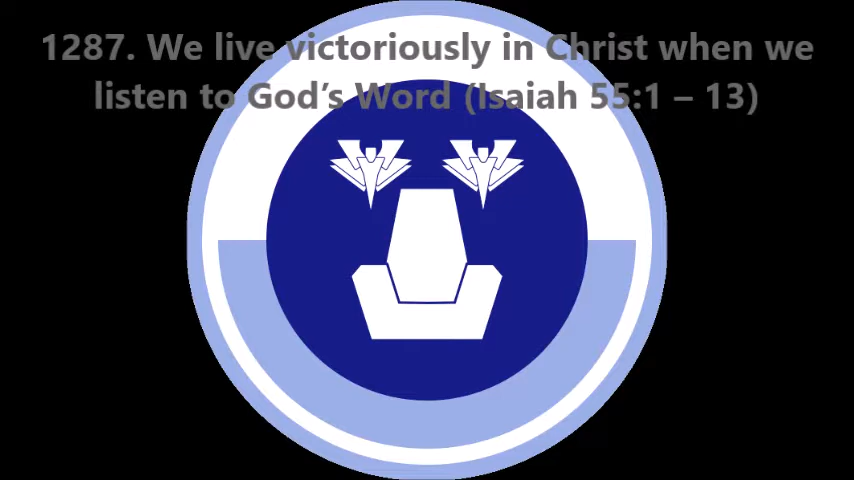 1287. We live victoriously in Christ when we
listen to God’s Word (Isaiah 55:1 – 13)